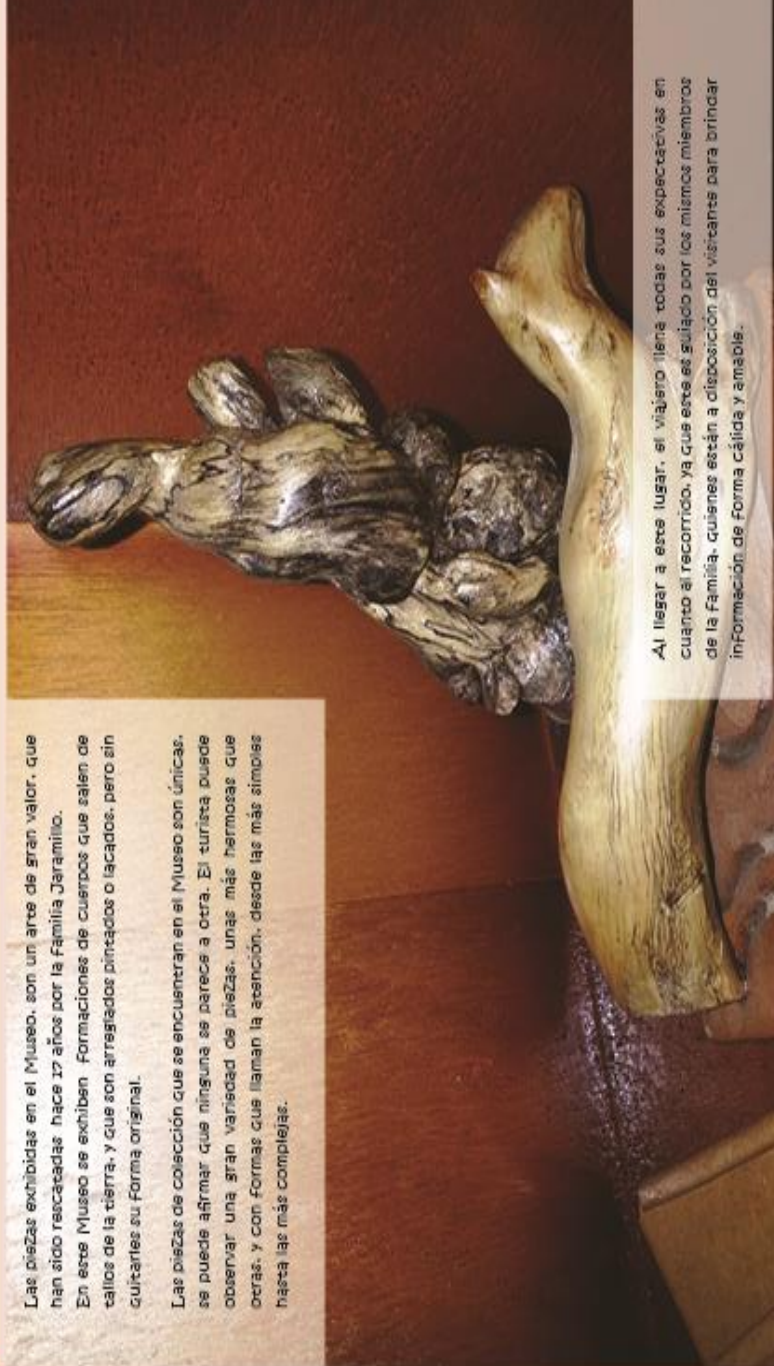 Las piezas exhibidas en el Museo, son un arte de gran valor, que
han sido rescatadas hace 27 años por la familia Jaramillo.
En este Museo se exhiben formaciones de cuerpos que salen de
tallos de la tierra, y que son arreglados pintados o lacados, pero sin
quitarles su forma original.
Las piezas de colección que se encuentran en el Museo son únicas,
se puede afirmar que ninguna se parece a otra. El turista puede
observar una gran variedad de piezas, unas más hermosas que
otras, y con formas que llaman la atención, desde las más simples
hasta las más complejas.
Al llegar a este lugar, el viajero llena todas sus expectativas en
cuanto al recorrido, ya que este es guiado por los mismos miembros
de la familia, quienes están a disposición del visitante para brindar
información de forma cálida y amable.